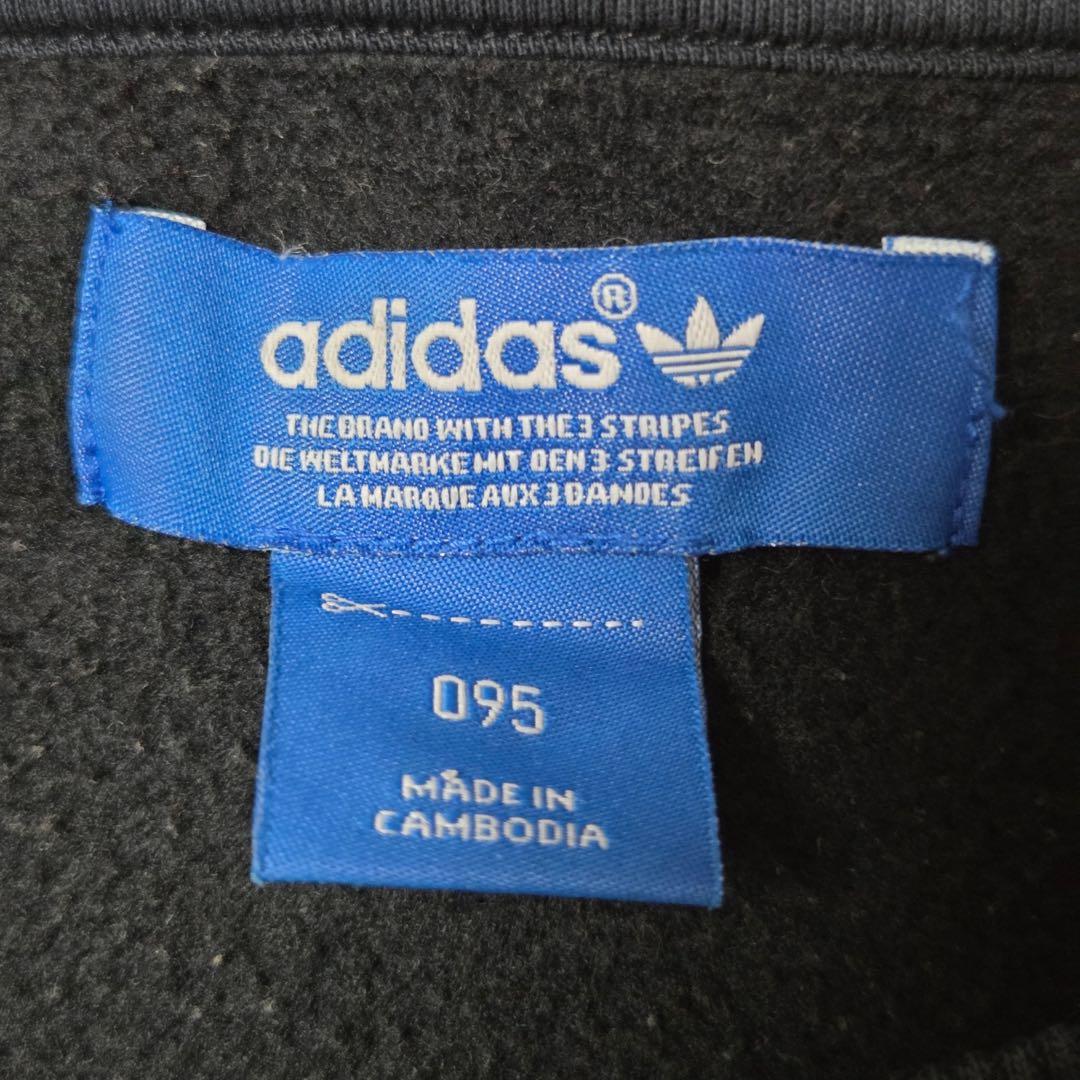 adidas®
THE BRAND WITH THE 3 STRIPES
DIE WELTMARKE MIT DEN 3 STREIFEN
LA MARQUE AUX 3 BANDES
095
MADE IN
CAMBODIA